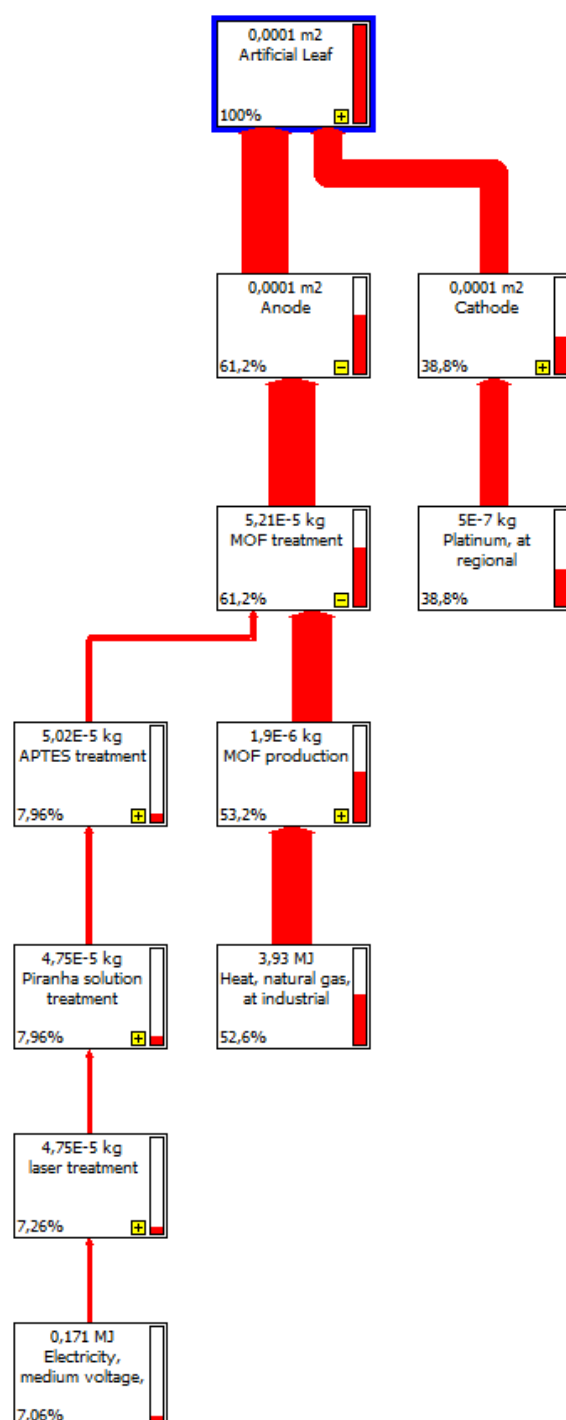 0,0001 m2
Artificial Leaf
100%
0,0001 m2
Anode
61,2%
0,0001 m2
Cathode
38,8%
5,21E-5 kg
MOF treatment
61,2%
5E-7 kg
Platinum, at
regional
38,8%
5,02E-5 kg
APTES treatment
7,96%
1,9E-6 kg
MOF production
53,2%
4,75E-5 kg
Piranha solution
treatment
7,96%
3,93 MJ
Heat, natural gas,
at industrial
52,6%
4,75E-5 kg
laser treatment
7,26%
0,171 MJ
Electricity,
medium voltage,
7,06%